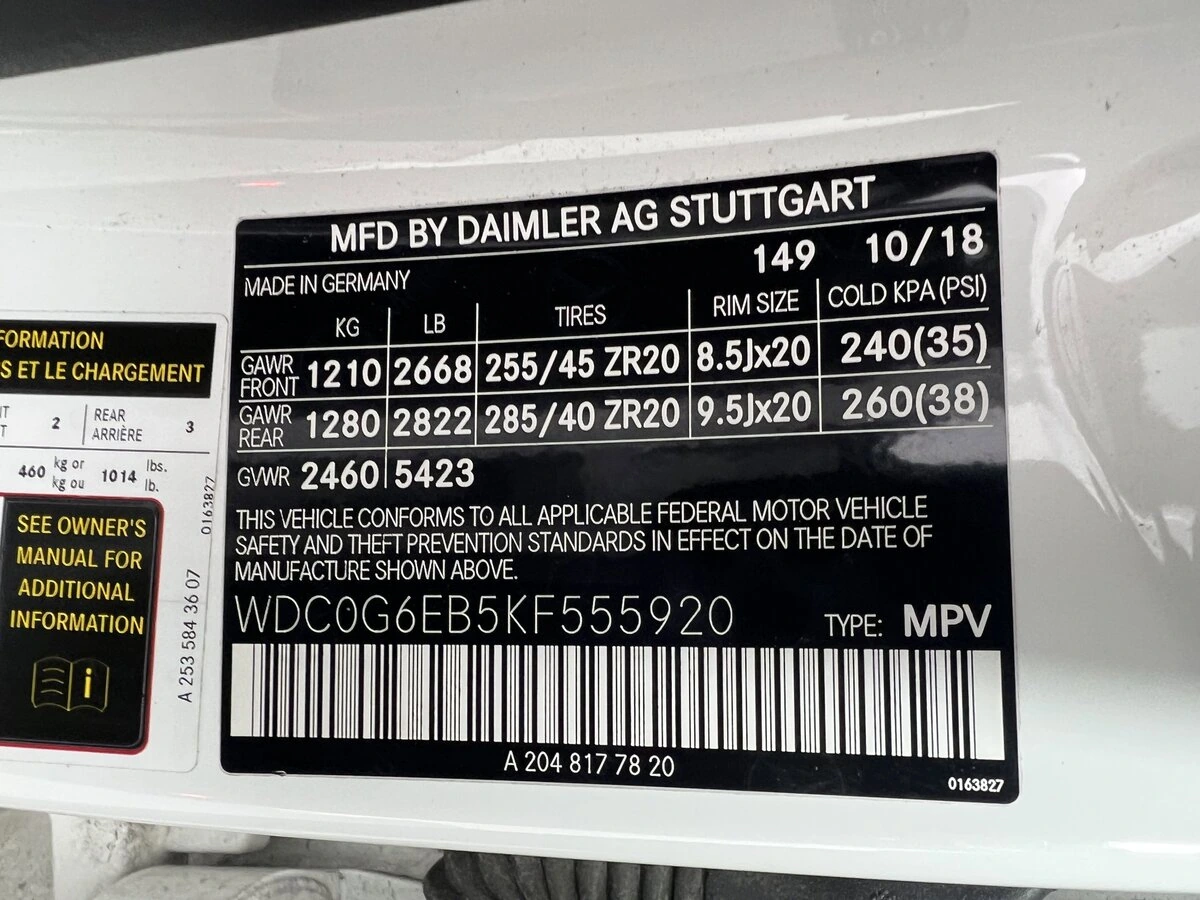 MFD BY DAIMLER AG STUTTGART
MADE IN GERMANY 149 10/18
KG LB TIRES RIM SIZE COLD KPA (PSI)
GAWR FRONT 1210 2668 255/45 ZR20 8.5Jx20 240(35)
GAWR REAR 1280 2822 285/40 ZR20 9.5Jx20 260(38)
GVWR 2460 5423
THIS VEHICLE CONFORMS TO ALL APPLICABLE FEDERAL MOTOR VEHICLE
SAFETY AND THEFT PREVENTION STANDARDS IN EFFECT ON THE DATE OF
MANUFACTURE SHOWN ABOVE.
WDC0G6EB5KF555920 TYPE: MPV
A 204 817 78 20
0163827
FORMATION
S ET LE CHARGEMENT
2 REAR 3
ARRIÈRE
460 kg or 1014 lbs.
kg ou lb.
SEE OWNER'S
MANUAL FOR
ADDITIONAL
INFORMATION
i
0163827
A 253 584 36 07